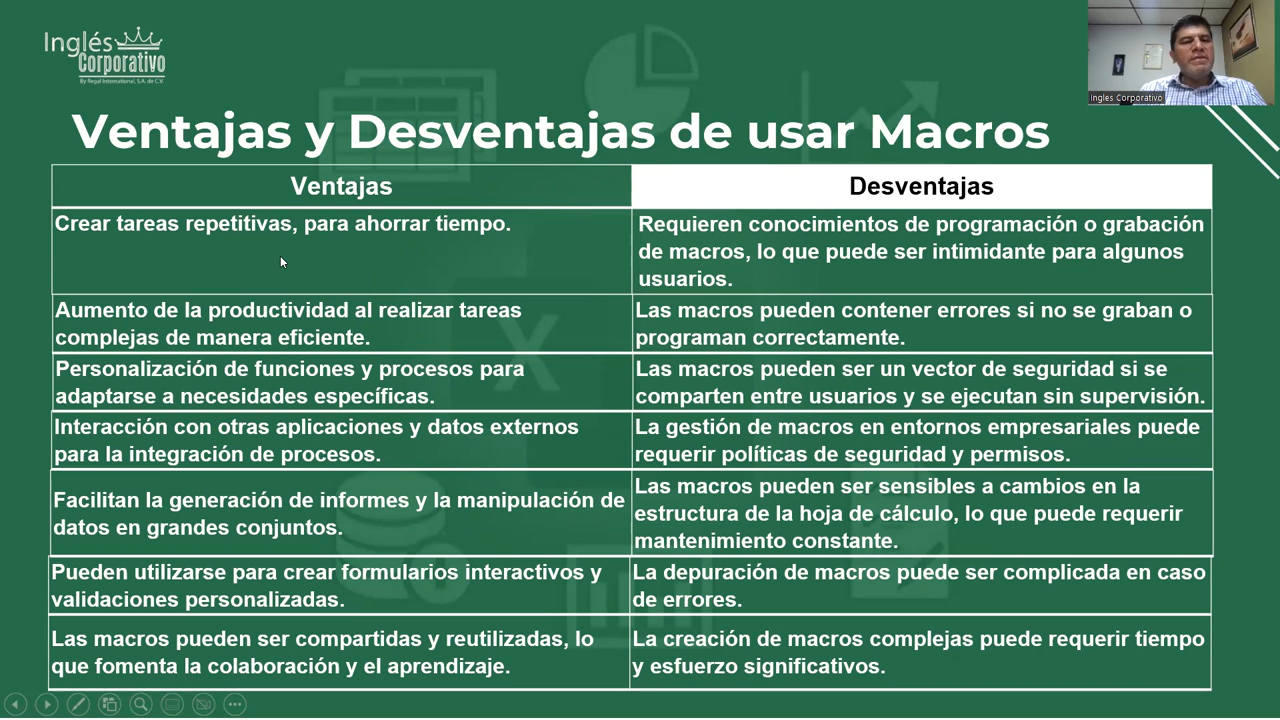 Inglés
Corporativo
By Regal International, S.A. de C.V.
Ingles Corporativo
Ventajas y Desventajas de usar Macros
Ventajas
Desventajas
Crear tareas repetitivas, para ahorrar tiempo.
Requieren conocimientos de programación o grabación
de macros, lo que puede ser intimidante para algunos
usuarios.
Aumento de la productividad al realizar tareas
complejas de manera eficiente.
Las macros pueden contener errores si no se graban o
programan correctamente.
Personalización de funciones y procesos para
adaptarse a necesidades específicas.
Las macros pueden ser un vector de seguridad si se
comparten entre usuarios y se ejecutan sin supervisión.
Interacción con otras aplicaciones y datos externos
para la integración de procesos.
La gestión de macros en entornos empresariales puede
requerir políticas de seguridad y permisos.
Facilitan la generación de informes y la manipulación de
datos en grandes conjuntos.
Las macros pueden ser sensibles a cambios en la
estructura de la hoja de cálculo, lo que puede requerir
mantenimiento constante.
Pueden utilizarse para crear formularios interactivos y
validaciones personalizadas.
La depuración de macros puede ser complicada en caso
de errores.
Las macros pueden ser compartidas y reutilizadas, lo
que fomenta la colaboración y el aprendizaje.
La creación de macros complejas puede requerir tiempo
y esfuerzo significativos.